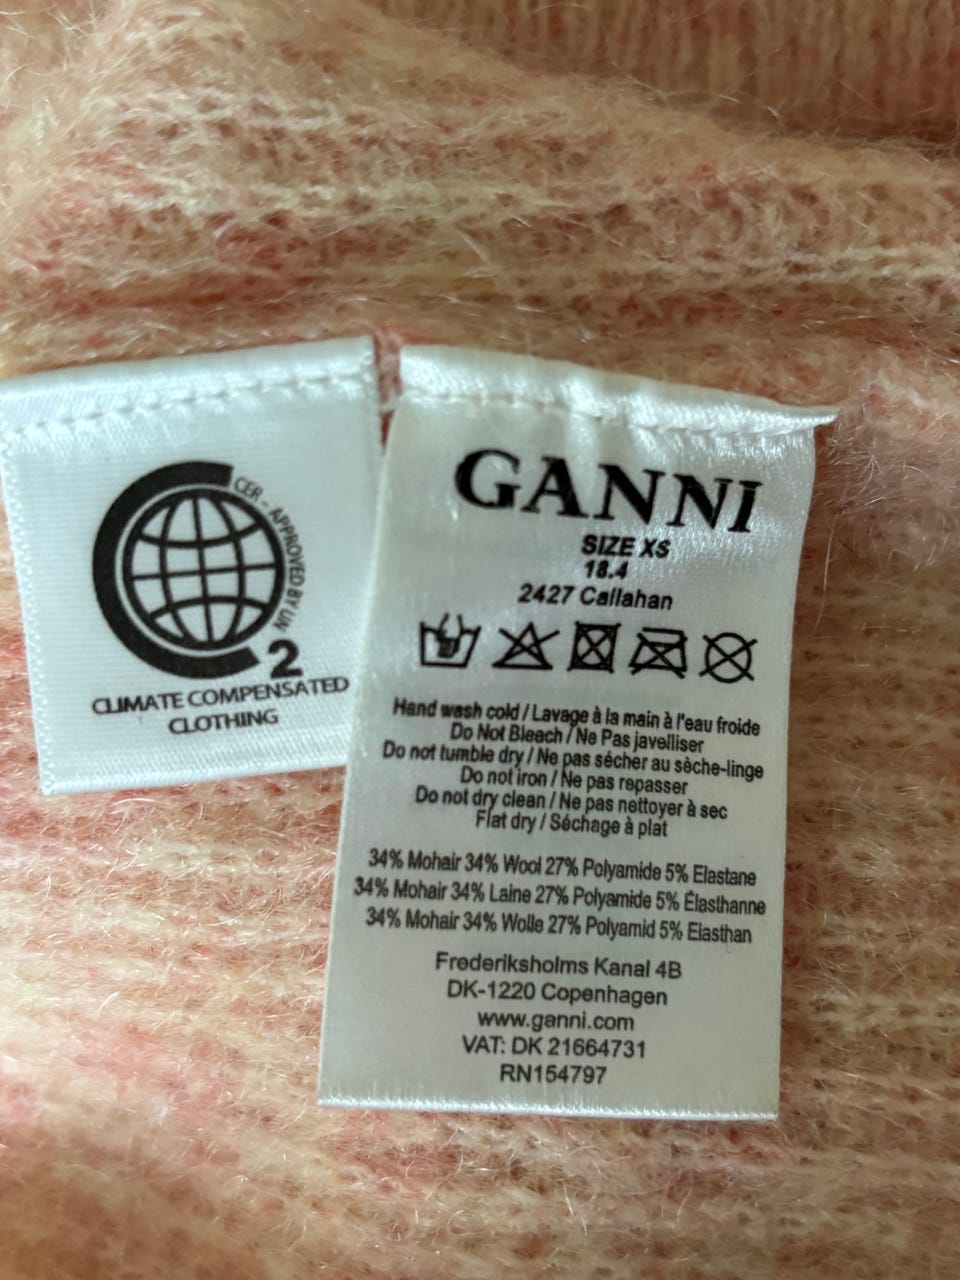 CER - APPROVED BY UN
2
CLIMATE COMPENSATED
CLOTHING
GANNI
SIZE XS
18.4
2427 Callahan
Hand wash cold / Lavage à la main à l'eau froide
Do Not Bleech / Ne Pas javelliser
Do not tumble dry / Ne pas sécher au sèche-linge
Do not iron / Ne pas repasser
Do not dry clean / Ne pas nettoyer à sec
Flat dry / Séchage à plat
34% Mohair 34% Wool 27% Polyamide 5% Elastane
34% Mohair 34% Laine 27% Polyamide 5% Élasthanne
34% Mohair 34% Wolle 27% Polyamid 5% Elasthan
Frederiksholms Kanal 4B
DK-1220 Copenhagen
www.ganni.com
VAT: DK 21664731
RN154797